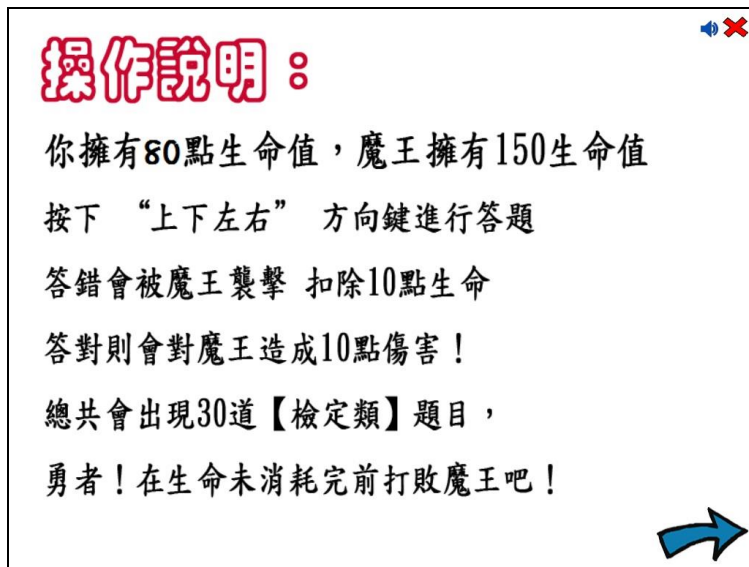 操作說明：
你擁有80點生命值，魔王擁有150生命值
按下 “上下左右” 方向鍵進行答題
答錯會被魔王襲擊 扣除10點生命
答對則會對魔王造成10點傷害！
總共會出現30道【檢定類】題目，
勇者！在生命未消耗完前打敗魔王吧！